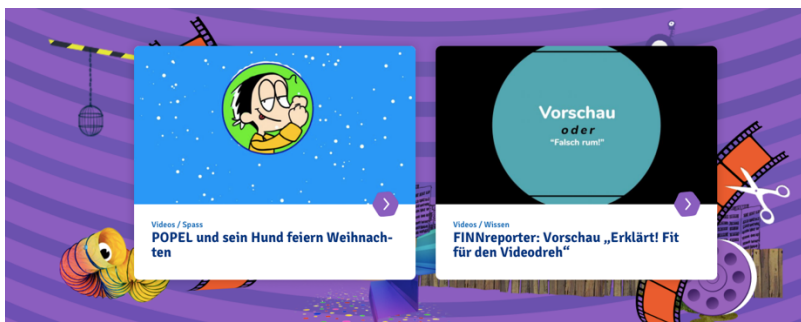 Videos / Spass
POPEL und sein Hund feiern Weihnach-
ten
Vorschau
oder
"Falsch rum!"
Videos / Wissen
FINNreporter: Vorschau „Erklärt! Fit
für den Videodreh“